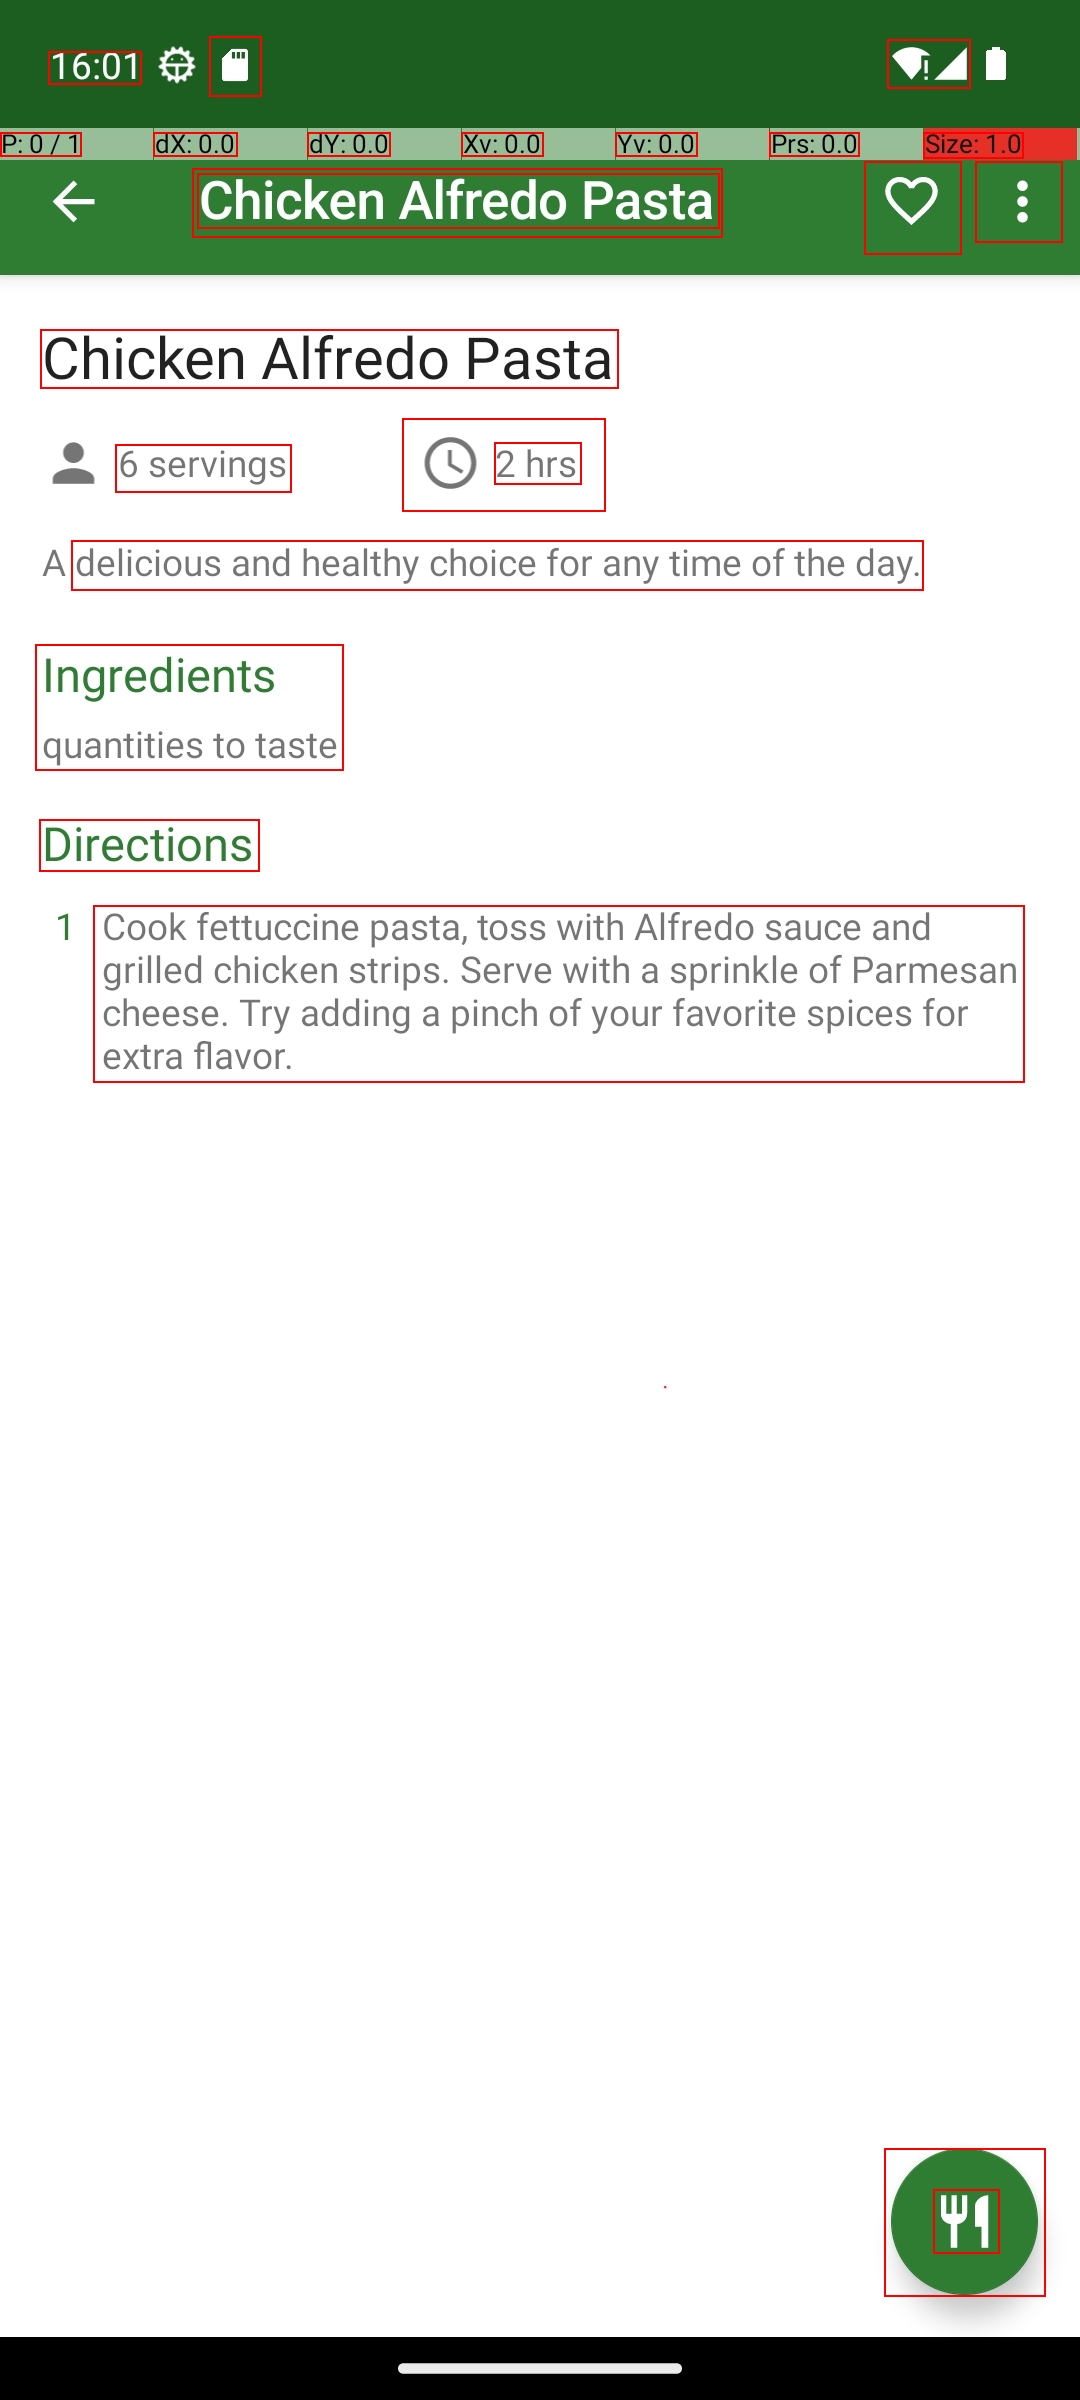 16:01
P: 0 / 1 dX: 0.0 dY: 0.0 Xv: 0.0 Yv: 0.0 Prs: 0.0 Size: 1.0
Chicken Alfredo Pasta
Chicken Alfredo Pasta
6 servings 2 hrs
A delicious and healthy choice for any time of the day.
Ingredients
quantities to taste
Directions
1 Cook fettuccine pasta, toss with Alfredo sauce and
grilled chicken strips. Serve with a sprinkle of Parmesan
cheese. Try adding a pinch of your favorite spices for
extra flavor.